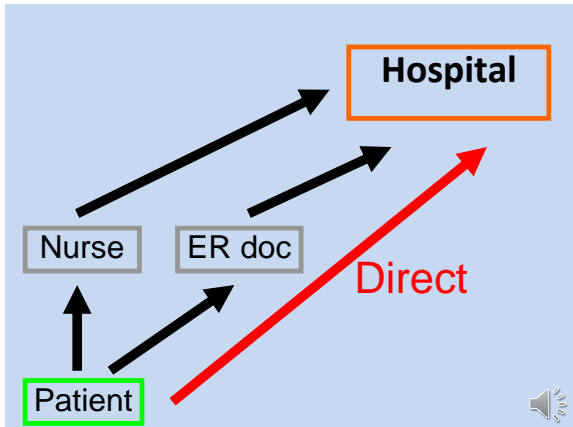 Hospital
Nurse
ER doc
Direct
Patient